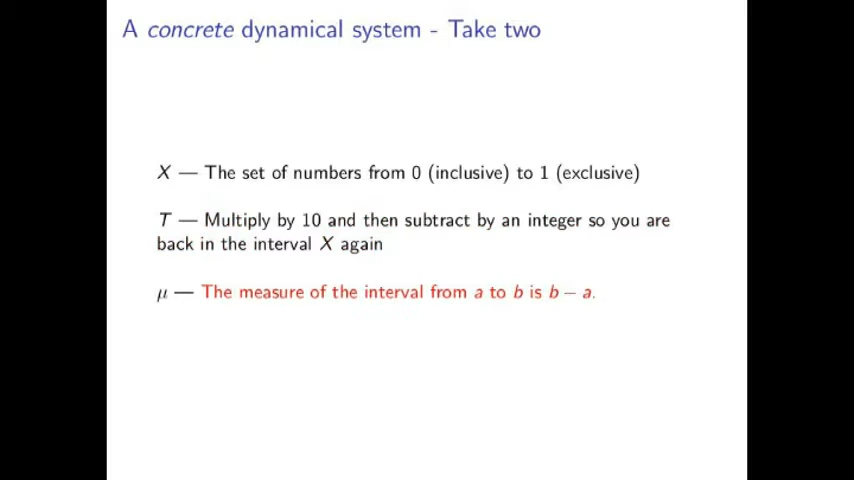 A concrete dynamical system - Take two
X — The set of numbers from 0 (inclusive) to 1 (exclusive)
T — Multiply by 10 and then subtract by an integer so you are
back in the interval X again
μ — The measure of the interval from a to b is b − a.